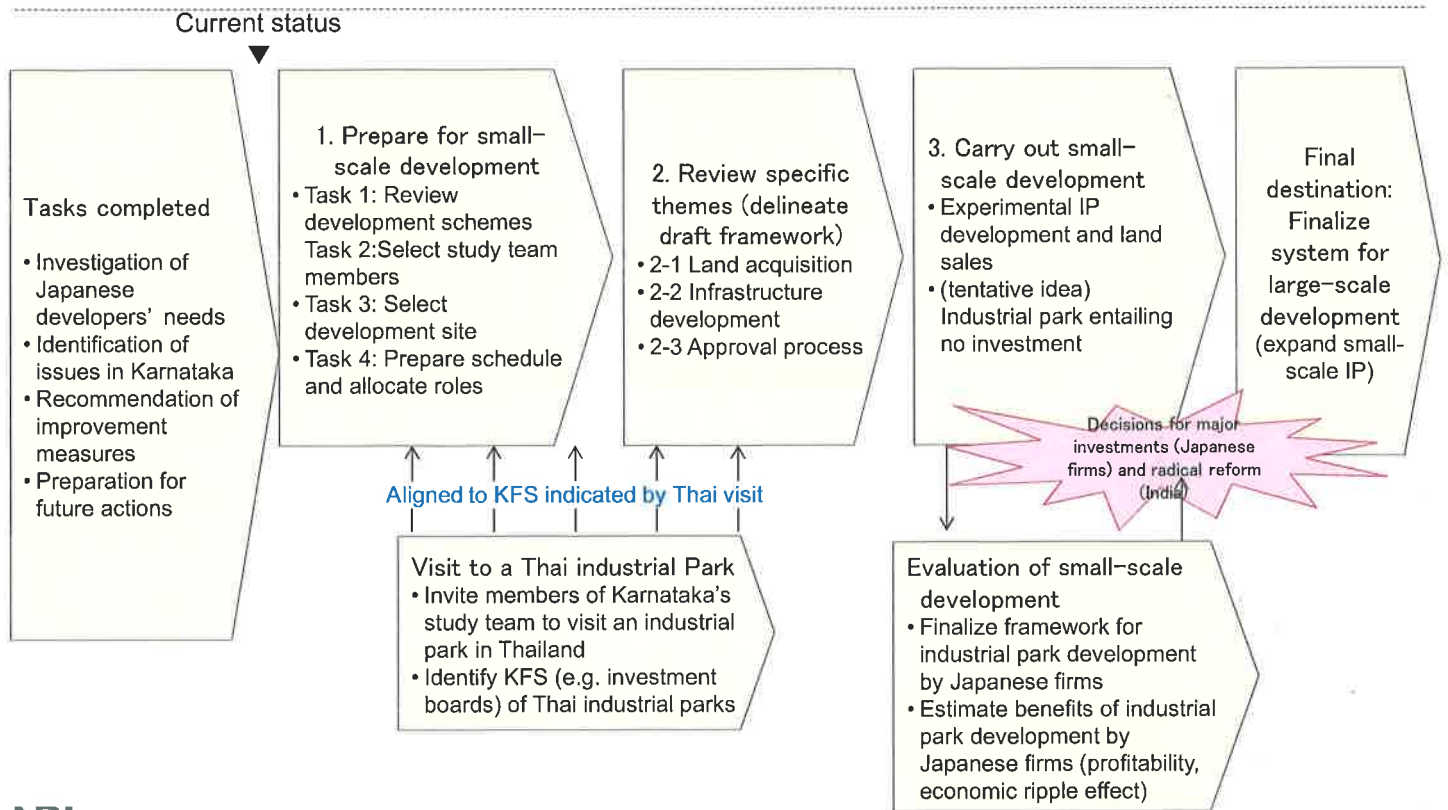 Current status
Tasks completed
• Investigation of
Japanese
developers' needs
• Identification of
issues in Karnataka
• Recommendation of
improvement
measures
• Preparation for
future actions
1. Prepare for small-
scale development
• Task 1: Review
development schemes
Task 2:Select study team
members
• Task 3: Select
development site
• Task 4: Prepare schedule
and allocate roles
2. Review specific
themes (delineate
draft framework)
• 2-1 Land acquisition
• 2-2 Infrastructure
development
• 2-3 Approval process
3. Carry out small-
scale development
• Experimental IP
development and land
sales
• (tentative idea)
Industrial park entailing
no investment
Final
destination:
Finalize
system for
large-scale
development
(expand small-
scale IP)
Decisions for major
investments (Japanese
firms) and radical reform
(India)
Aligned to KFS indicated by Thai visit
Visit to a Thai industrial Park
• Invite members of Karnataka's
study team to visit an industrial
park in Thailand
• Identify KFS (e.g. investment
boards) of Thai industrial parks
Evaluation of small-scale
development
• Finalize framework for
industrial park development
by Japanese firms
• Estimate benefits of industrial
park development by
Japanese firms (profitability,
economic ripple effect)